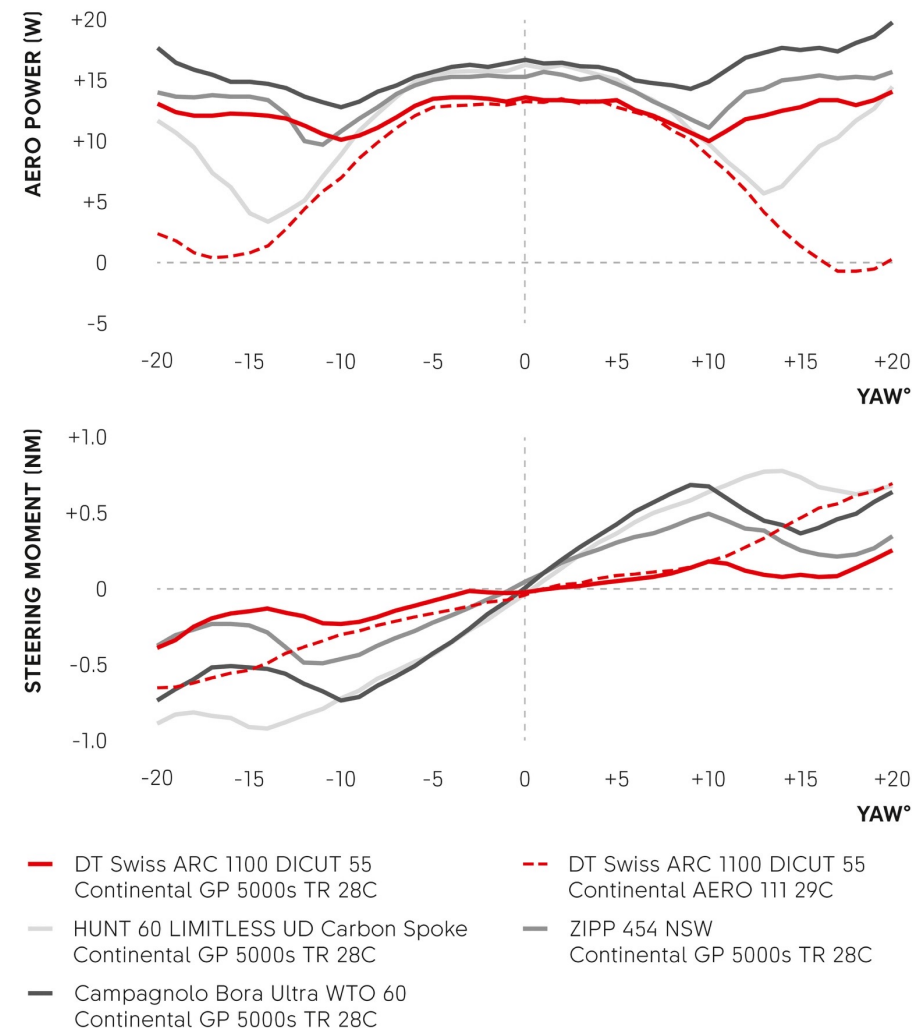 AERO POWER (W)
+20
+15
+10
+5
0
-5
-20 -15 -10 -5 0 +5 +10 +15 +20
YAW°
STEERING MOMENT (NM)
+1.0
+0.5
0
-0.5
-1.0
-20 -15 -10 -5 0 +5 +10 +15 +20
YAW°
DT Swiss ARC 1100 DICUT 55
Continental GP 5000s TR 28C
DT Swiss ARC 1100 DICUT 55
Continental AERO 111 29C
HUNT 60 LIMITLESS UD Carbon Spoke
Continental GP 5000s TR 28C
ZIPP 454 NSW
Continental GP 5000s TR 28C
Campagnolo Bora Ultra WTO 60
Continental GP 5000s TR 28C